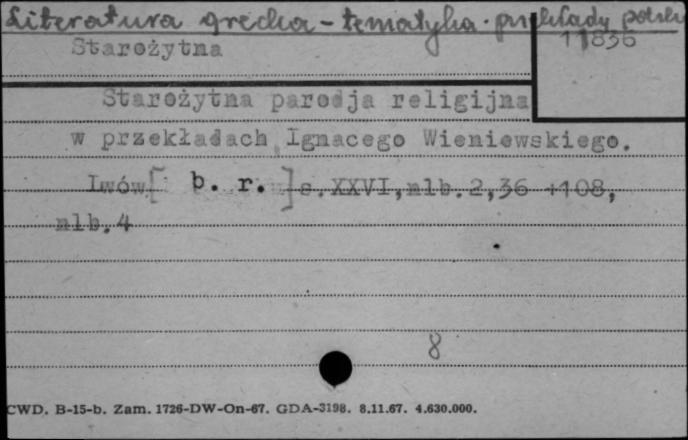 Literatura grecka - tematyka. przekłady polskie
11836
Starożytna
Starożytna parodja religijna
w przekładach Ignacego Wieniewskiego.
Lwów [ b. r. ] s. XXVI, nlb. 2, 36 + 108,
nlb. 4
8
CWD. B-15-b. Zam. 1726-DW-On-67. GDA-3198. 8.11.67. 4.630.000.